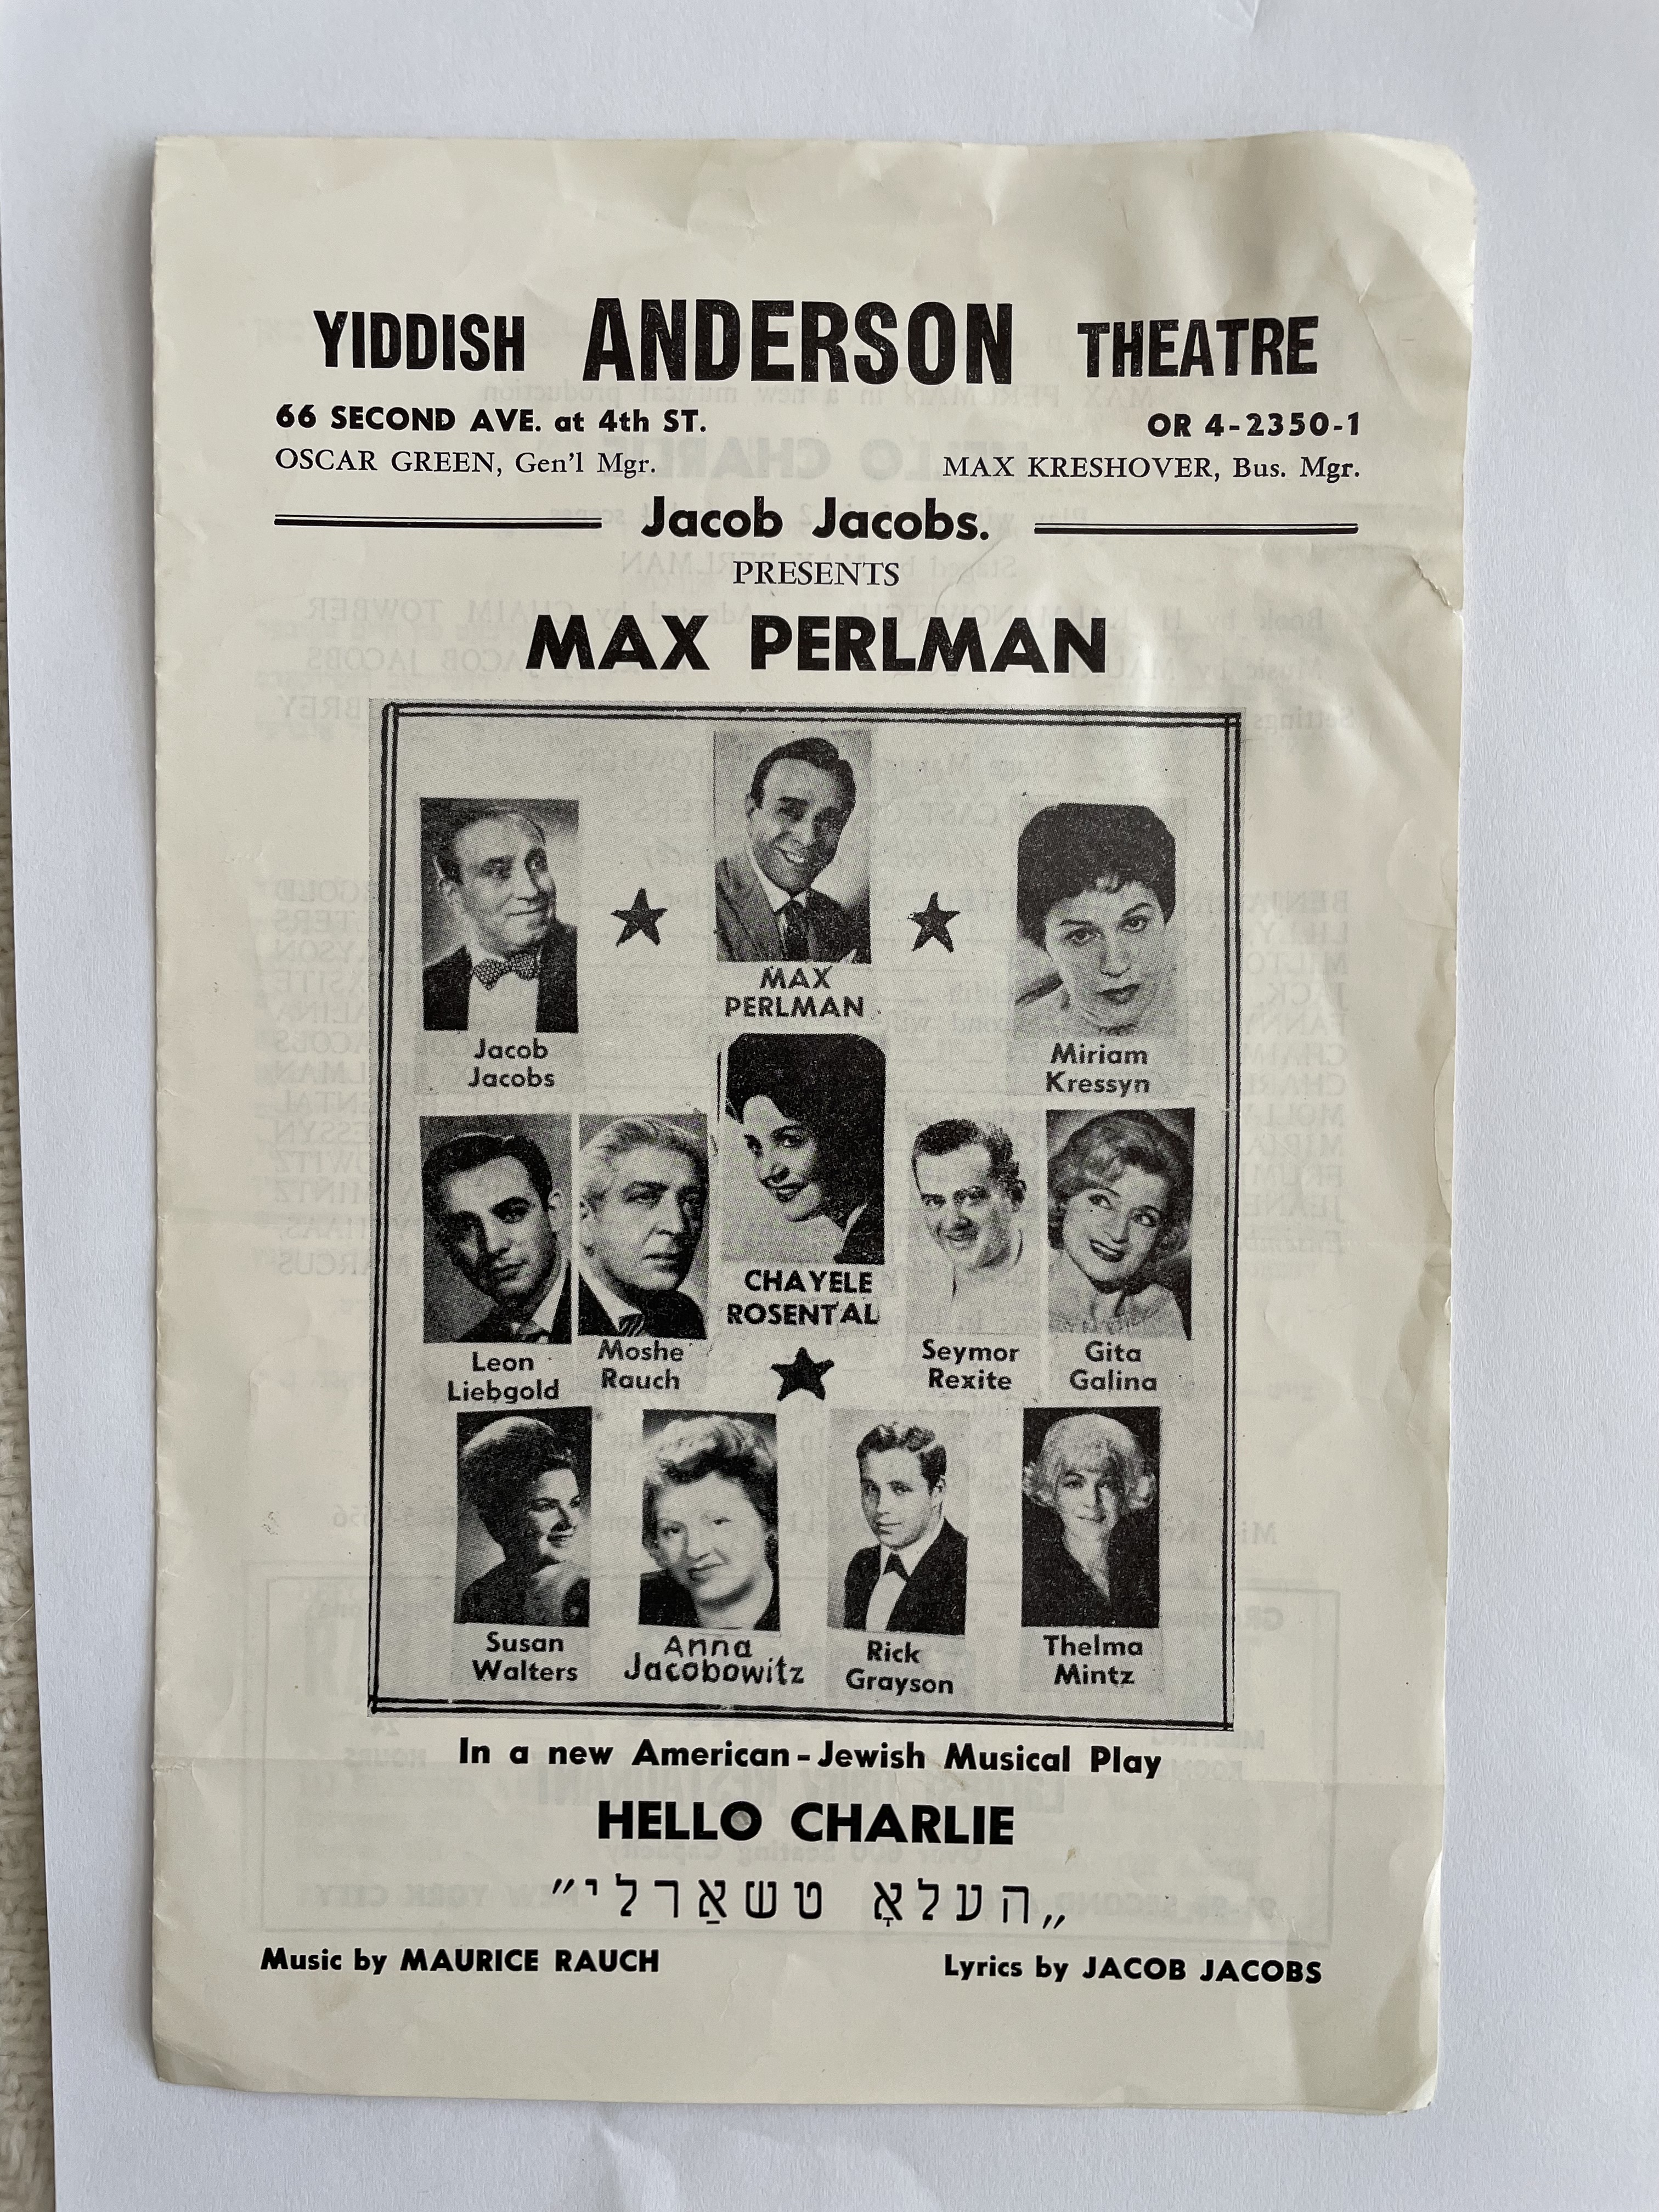 YIDDISH ANDERSON THEATRE
66 SECOND AVE. at 4th ST. OR 4-2350-1
OSCAR GREEN, Gen'l Mgr. MAX KRESHOVER, Bus. Mgr.
Jacob Jacobs.
PRESENTS
MAX PERLMAN
MAX
PERLMAN
Jacob
Jacobs
Miriam
Kressyn
CHAYELE
ROSENTAL
Leon
Liebgold
Moshe
Rauch
Seymor
Rexite
Gita
Galina
Susan
Walters
Anna
Jacobowitz
Rick
Grayson
Thelma
Mintz
In a new American-Jewish Musical Play
HELLO CHARLIE
„העלאָ טשאַרלי״
Music by MAURICE RAUCH Lyrics by JACOB JACOBS